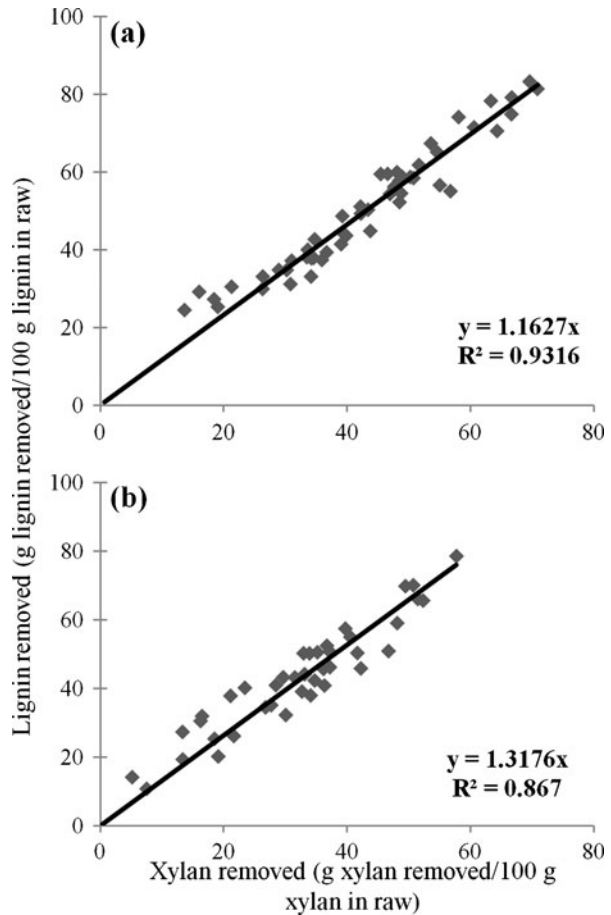 (a)
100
80
60
40
20
0
0 20 40 60 80
y = 1.1627x
R² = 0.9316
Lignin removed (g lignin removed/100 g lignin in raw)
(b)
100
80
60
40
20
0
0 20 40 60 80
y = 1.3176x
R² = 0.867
Xylan removed (g xylan removed/100 g
xylan in raw)